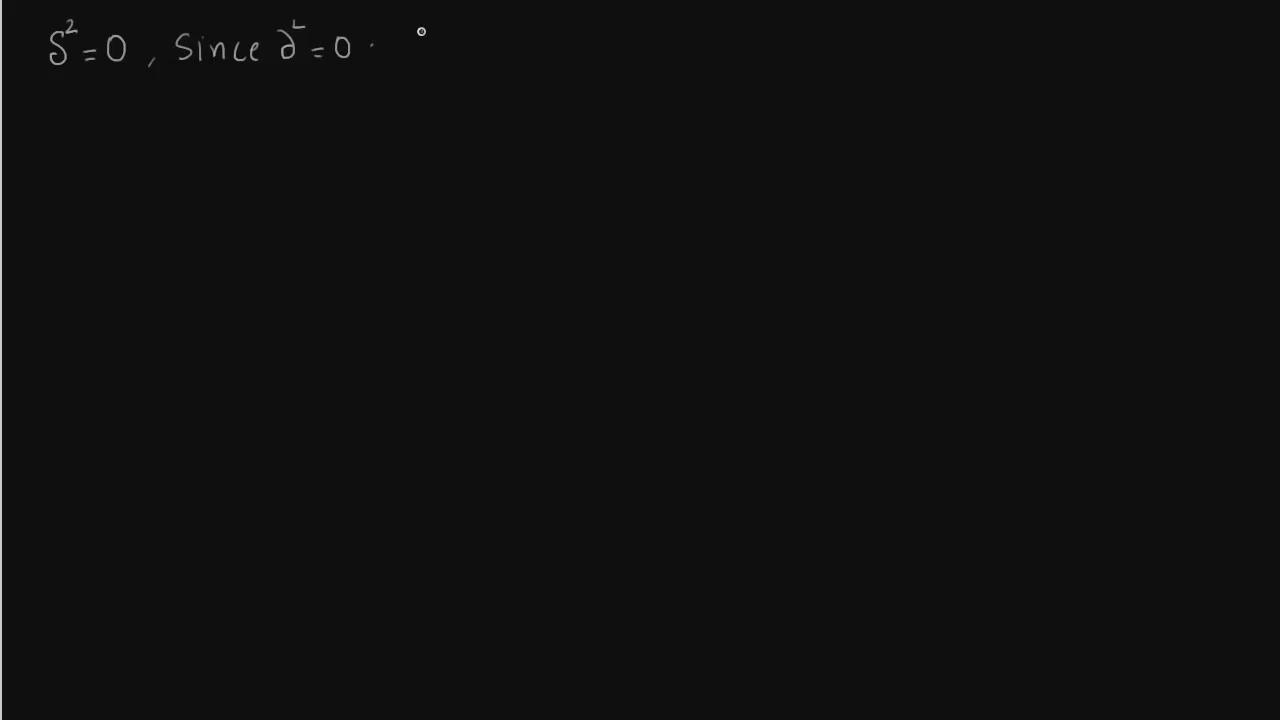 δ² = 0 , Since ∂² = 0 .